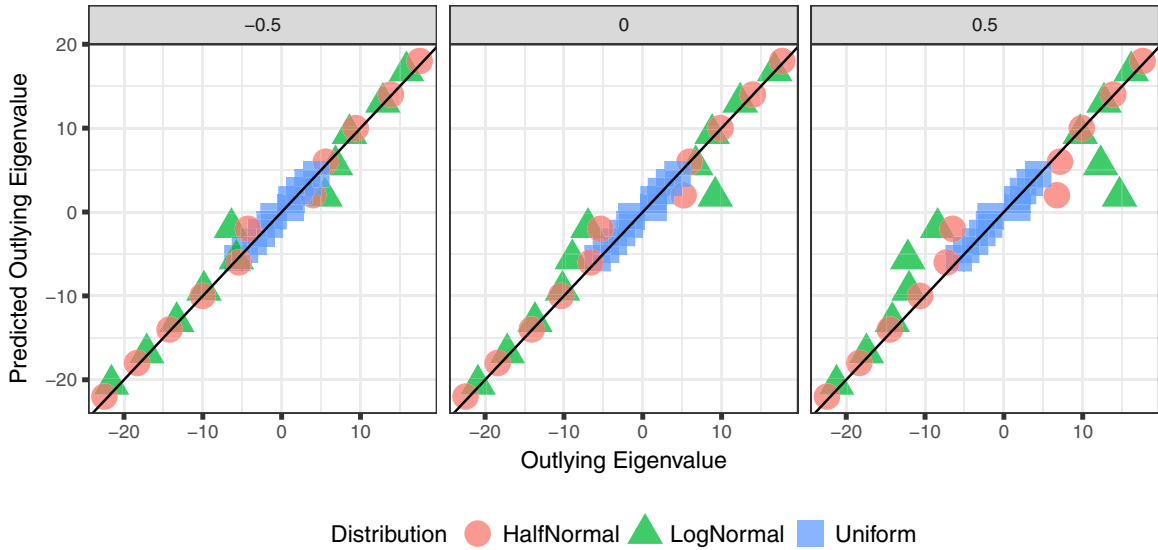 −0.5 0 0.5
Predicted Outlying Eigenvalue
20
10
0
−10
−20
−20 −10 0 10 −20 −10 0 10 −20 −10 0 10
Outlying Eigenvalue
Distribution HalfNormal LogNormal Uniform